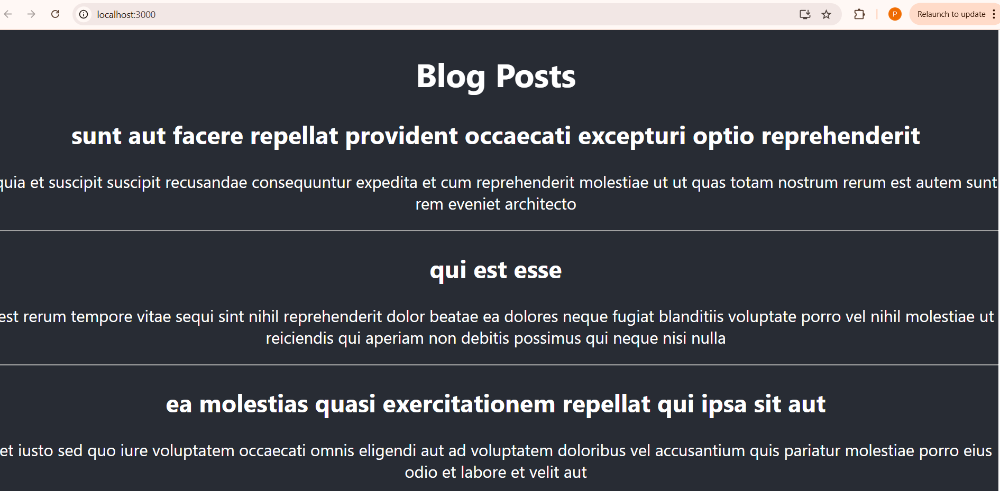 localhost:3000
P
Relaunch to update
Blog Posts
sunt aut facere repellat provident occaecati excepturi optio reprehenderit
quia et suscipit suscipit recusandae consequuntur expedita et cum reprehenderit molestiae ut ut quas totam nostrum rerum est autem sunt
rem eveniet architecto
qui est esse
est rerum tempore vitae sequi sint nihil reprehenderit dolor beatae ea dolores neque fugiat blanditiis voluptate porro vel nihil molestiae ut
reiciendis qui aperiam non debitis possimus qui neque nisi nulla
ea molestias quasi exercitationem repellat qui ipsa sit aut
et iusto sed quo iure voluptatem occaecati omnis eligendi aut ad voluptatem doloribus vel accusantium quis pariatur molestiae porro eius
odio et labore et velit aut